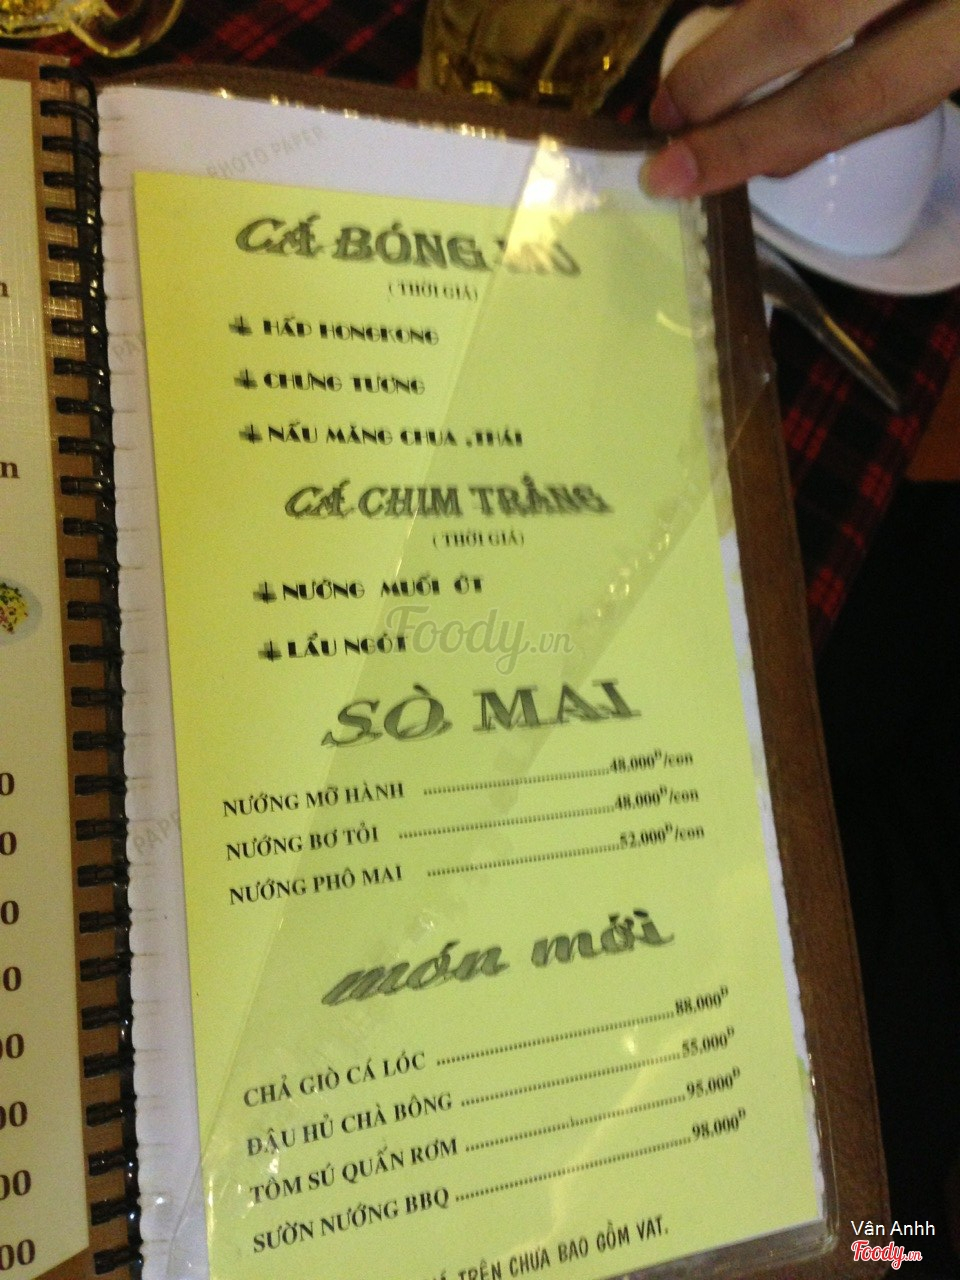 PHOTO PAPER
CÁ BÓNG MÚ
( THỜI GIÁ)
HẤP HONGKONG
CHƯNG TƯƠNG
NẤU MĂNG CHUA .THÁI
CÁ CHIM TRẮNG
( THỜI GIÁ)
NƯỚNG MUỐI ỚT
LẨU NGÓT
SÒ MAI
NƯỚNG MỠ HÀNH ........48.000Đ/con
NƯỚNG BƠ TỎI ........48.000Đ/con
NƯỚNG PHÔ MAI ........52.000Đ/con
món mới
CHẢ GIÒ CÁ LÓC ........88.000Đ
ĐẬU HỦ CHÀ BÔNG ........55.000Đ
TÔM SÚ QUẤN RƠM ........95.000Đ
SƯỜN NƯỚNG BBQ ........98.000Đ
TRÊN CHƯA BAO GỒM VAT.
Foody.vn
Vân Anhh
Foody.vn